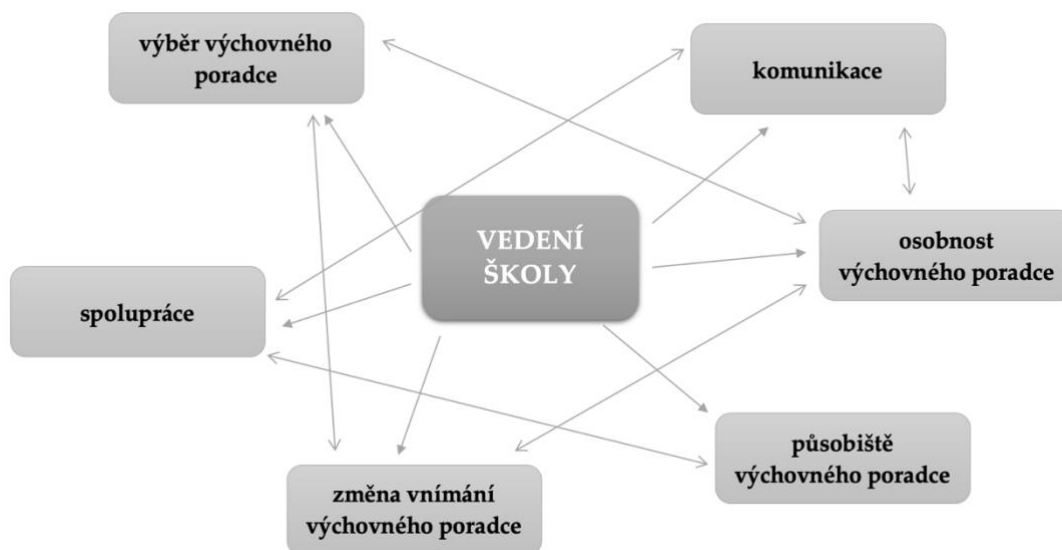 výběr výchovného
poradce
komunikace
VEDENÍ
ŠKOLY
osobnost
výchovného poradce
spolupráce
působiště
výchovného poradce
změna vnímání
výchovného poradce